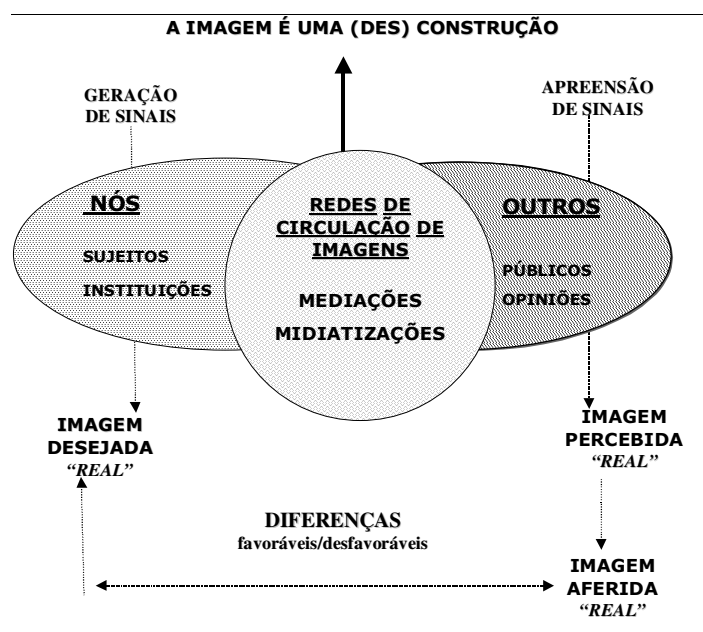 A IMAGEM É UMA (DES) CONSTRUÇÃO
GERAÇÃO
DE SINAIS
APREENSÃO
DE SINAIS
NÓS
SUJEITOS
INSTITUIÇÕES
REDES DE
CIRCULAÇÃO DE
IMAGENS
MEDIAÇÕES
MIDIATIZAÇÕES
OUTROS
PÚBLICOS
OPINIÕES
IMAGEM
DESEJADA
“REAL”
IMAGEM
PERCEBIDA
“REAL”
DIFERENÇAS
favoráveis/desfavoráveis
IMAGEM
AFERIDA
“REAL”